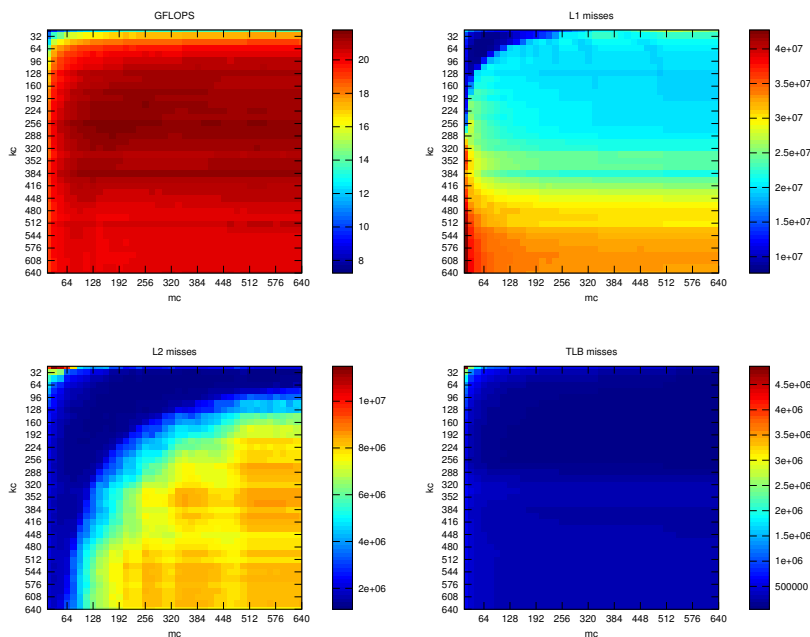 GFLOPS
32
64
96
128
160
192
224
256
288
320
352
384
416
448
480
512
544
576
608
640
kc
64 128 192 256 320 384 448 512 576 640
mc
20
18
16
14
12
10
8
L1 misses
32
64
96
128
160
192
224
256
288
320
352
384
416
448
480
512
544
576
608
640
kc
64 128 192 256 320 384 448 512 576 640
mc
4e+07
3.5e+07
3e+07
2.5e+07
2e+07
1.5e+07
1e+07
L2 misses
32
64
96
128
160
192
224
256
288
320
352
384
416
448
480
512
544
576
608
640
kc
64 128 192 256 320 384 448 512 576 640
mc
1e+07
8e+06
6e+06
4e+06
2e+06
TLB misses
32
64
96
128
160
192
224
256
288
320
352
384
416
448
480
512
544
576
608
640
kc
64 128 192 256 320 384 448 512 576 640
mc
4.5e+06
4e+06
3.5e+06
3e+06
2.5e+06
2e+06
1.5e+06
1e+06
500000